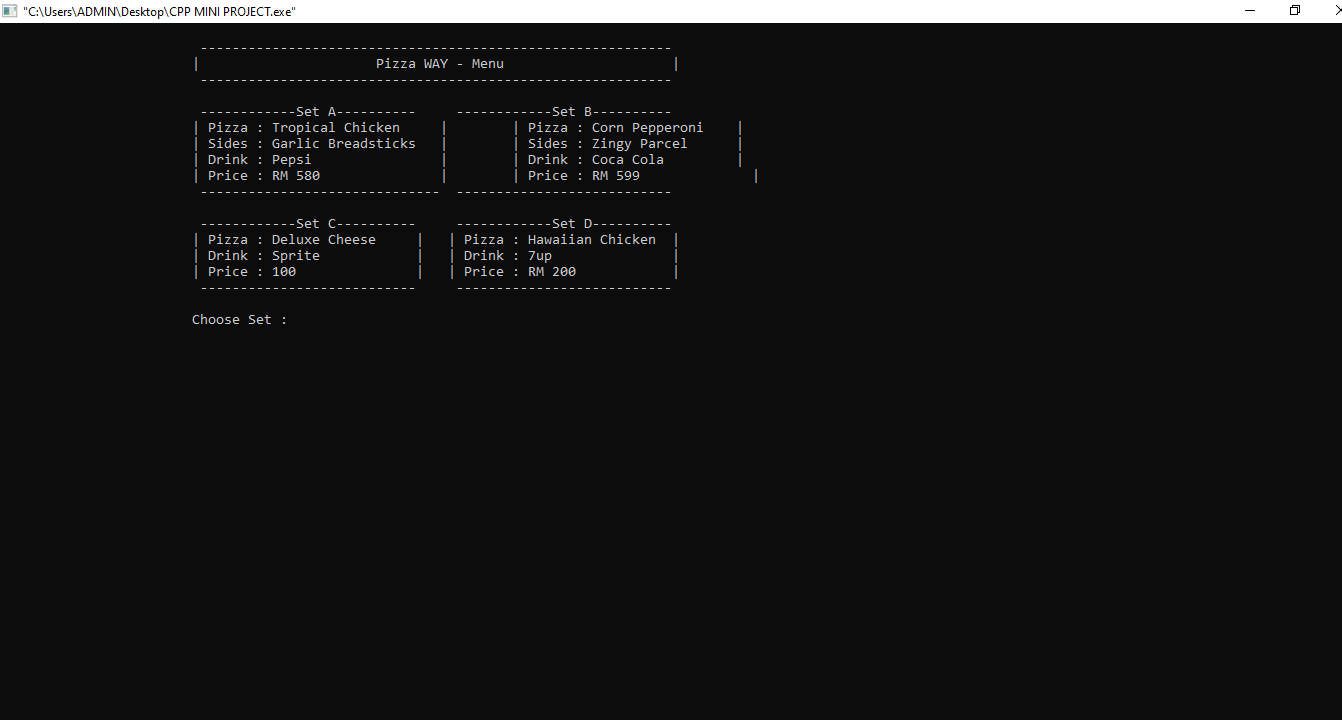 "C:\Users\ADMIN\Desktop\CPP MINI PROJECT.exe"
-----------------------------------------------------------
|                      Pizza WAY - Menu                     |
-----------------------------------------------------------
------------Set A----------     ------------Set B----------
| Pizza : Tropical Chicken     |        | Pizza : Corn Pepperoni    |
| Sides : Garlic Breadsticks   |        | Sides : Zingy Parcel      |
| Drink : Pepsi                |        | Drink : Coca Cola         |
| Price : RM 580               |        | Price : RM 599              |
------------------------------  ---------------------------
------------Set C----------     ------------Set D----------
| Pizza : Deluxe Cheese     |   | Pizza : Hawaiian Chicken  |
| Drink : Sprite            |   | Drink : 7up               |
| Price : 100               |   | Price : RM 200            |
---------------------------     ---------------------------
Choose Set :